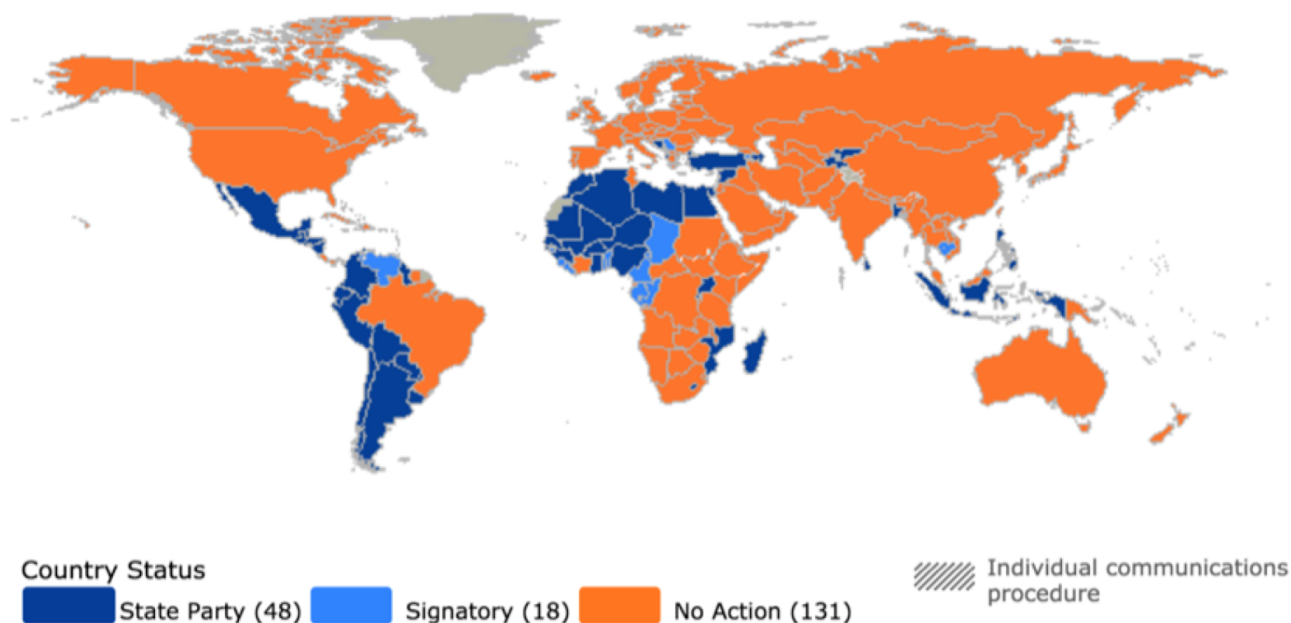 Country Status
State Party (48)
Signatory (18)
No Action (131)
Individual communications
procedure